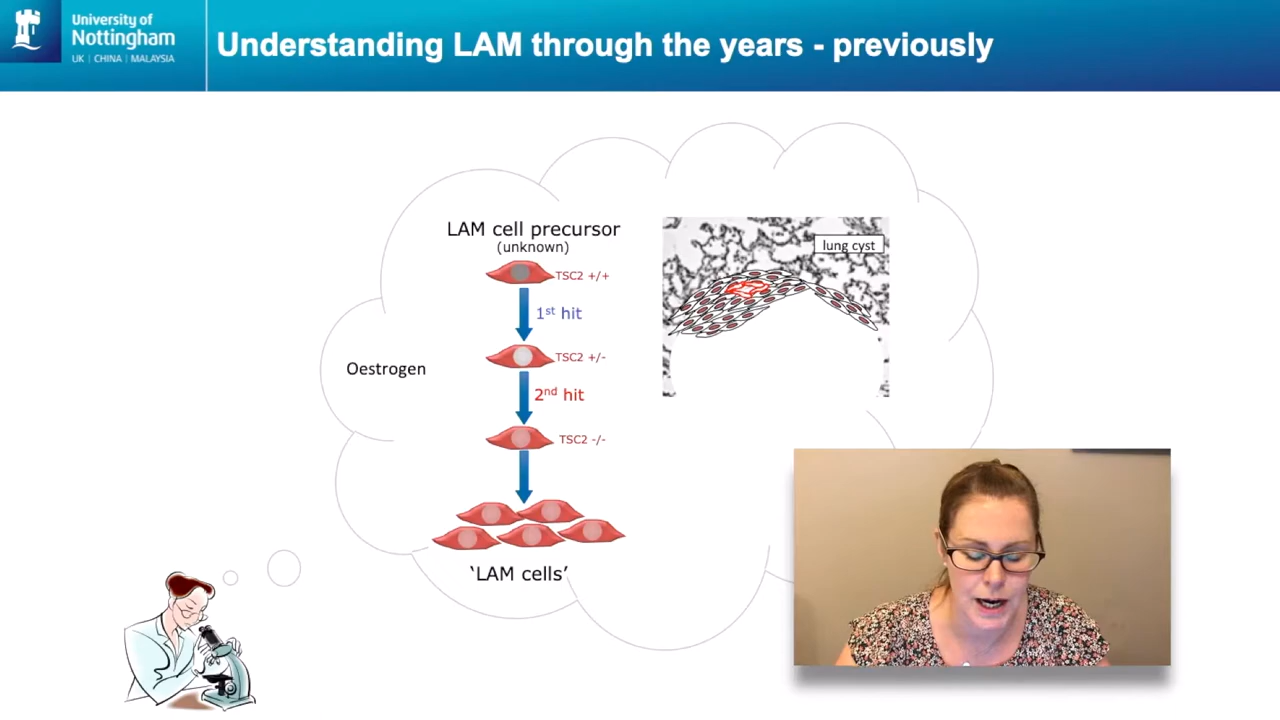 University of
Nottingham
UK | CHINA | MALAYSIA
Understanding LAM through the years - previously
LAM cell precursor
(unknown)
TSC2 +/+
1st hit
TSC2 +/-
Oestrogen
2nd hit
TSC2 -/-
'LAM cells'
lung cyst